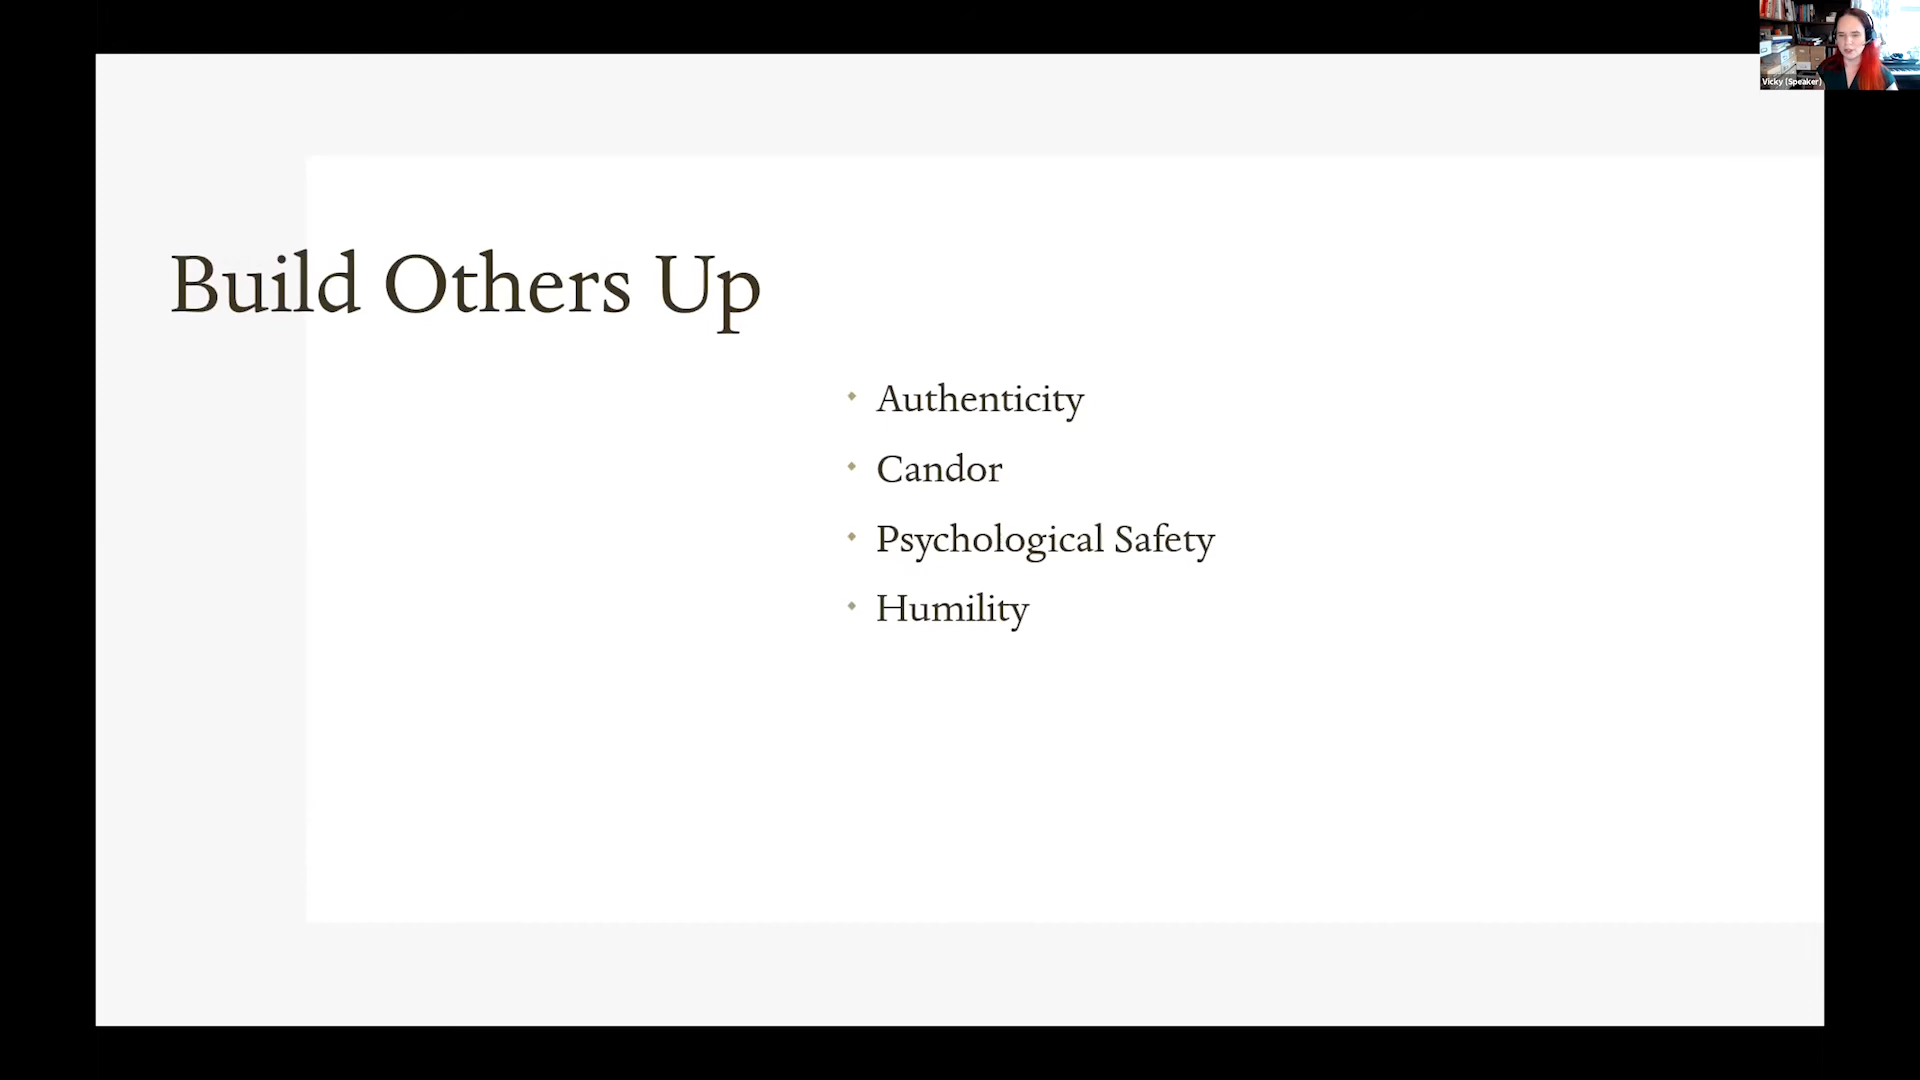 Build Others Up
Authenticity
Candor
Psychological Safety
Humility
Vicky (Speaker)